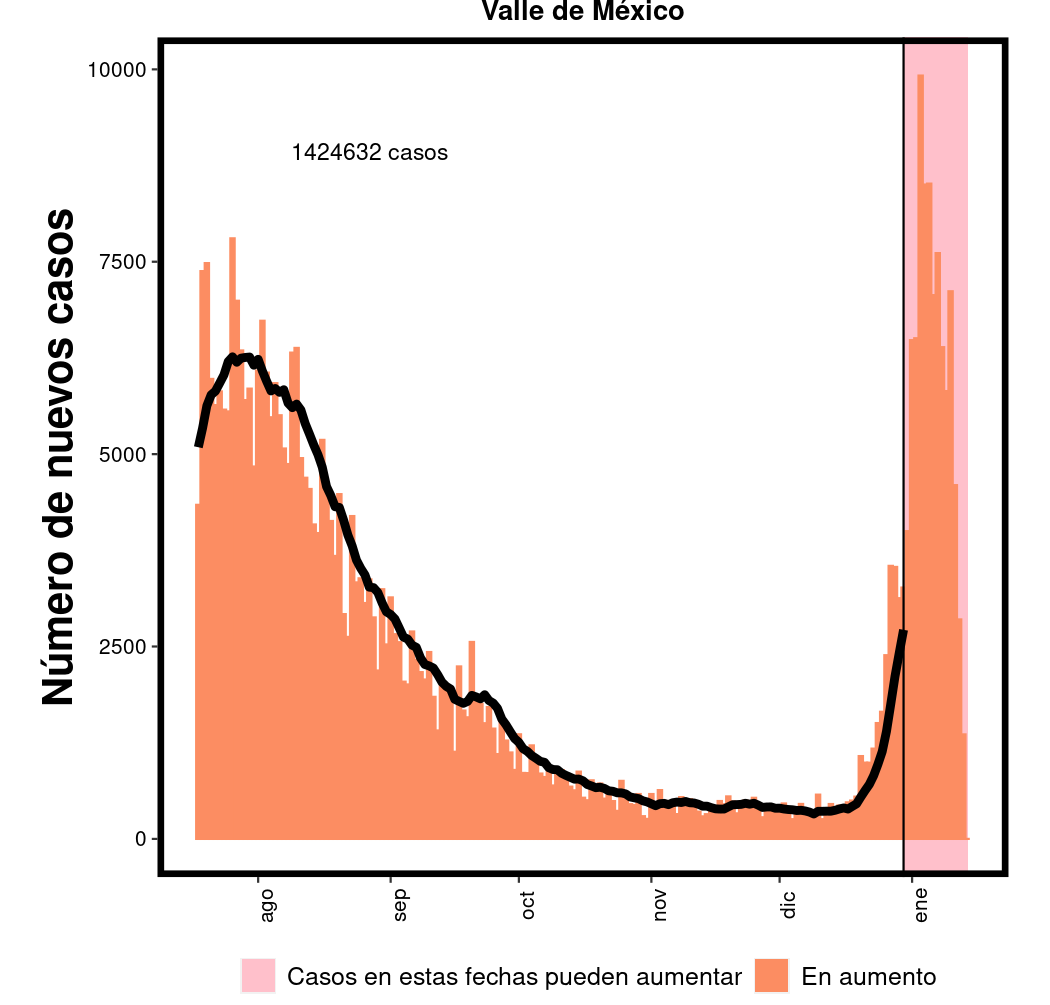 Valle de México
1424632 casos
Número de nuevos casos
10000
7500
5000
2500
0
ago
sep
oct
nov
dic
ene
Casos en estas fechas pueden aumentar
En aumento